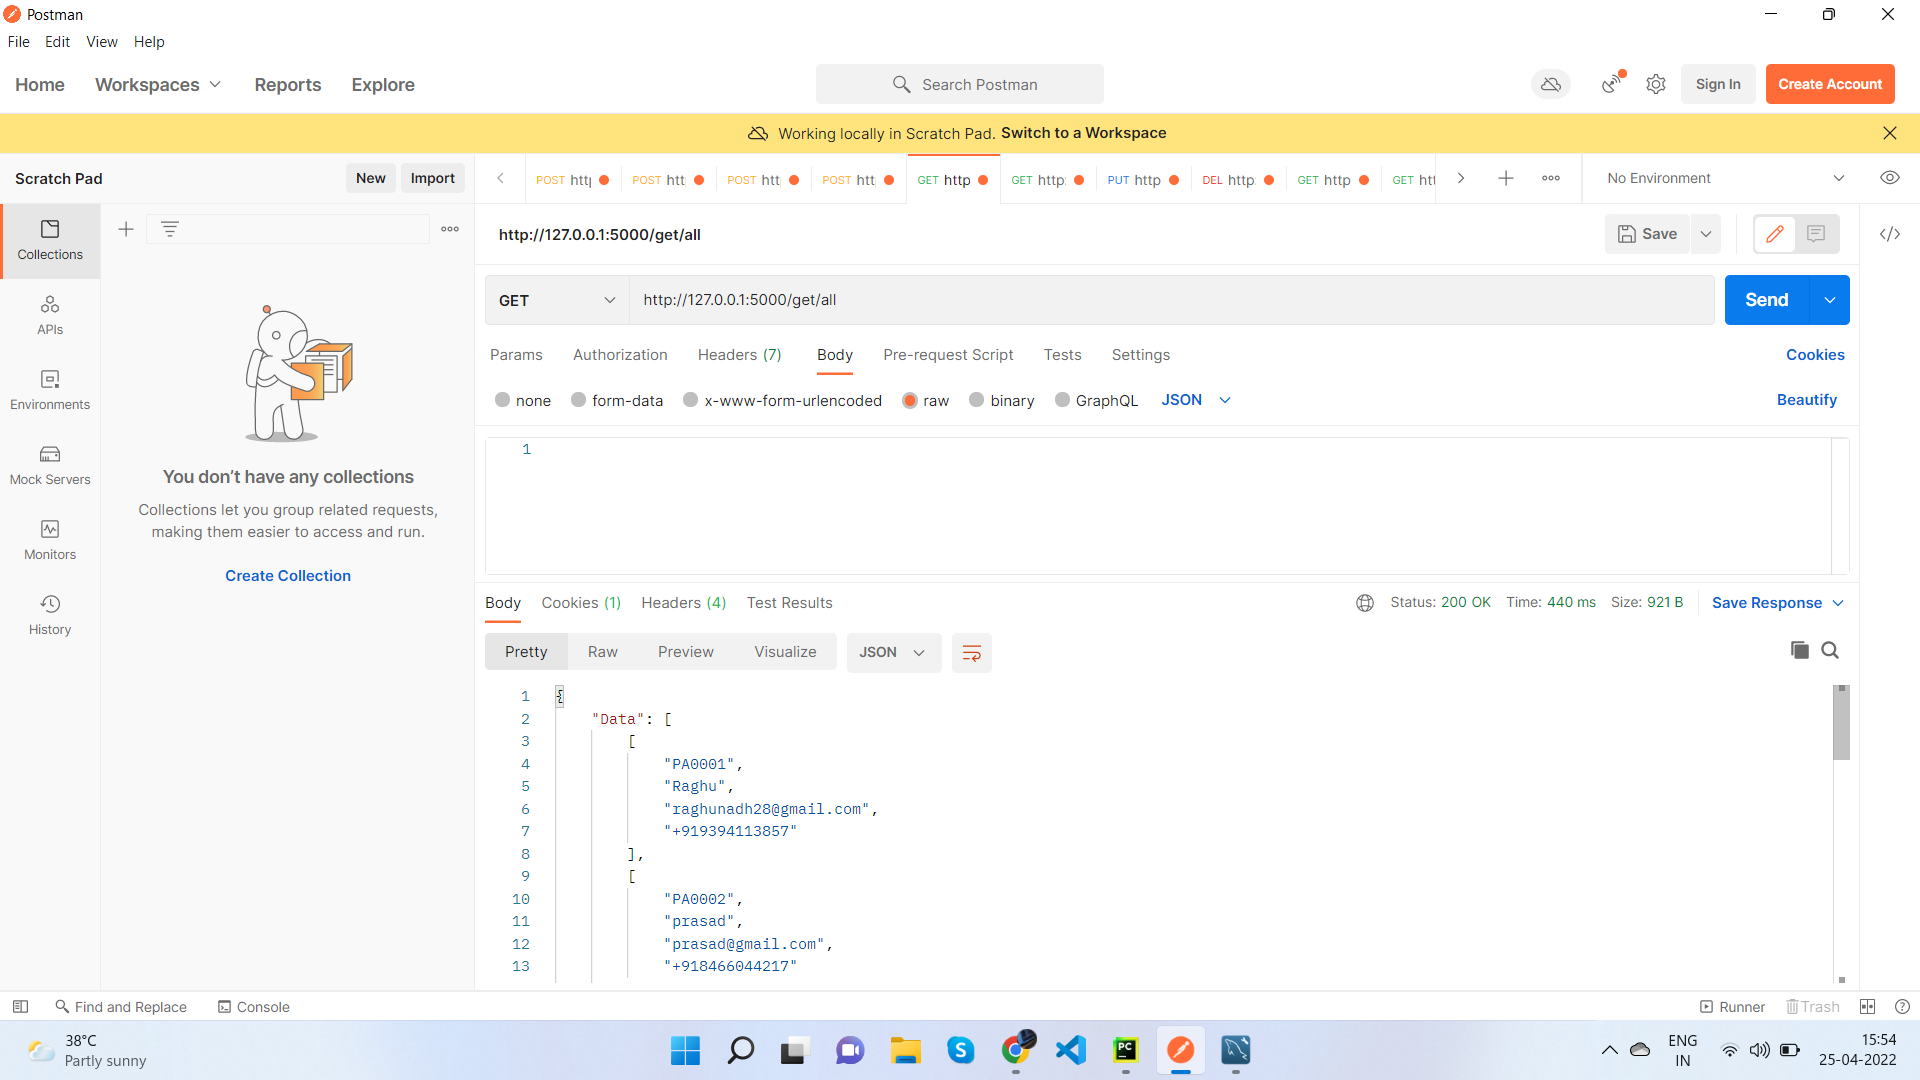 Postman
File Edit View Help
Home Workspaces Reports Explore
Search Postman
Sign In
Create Account
Working locally in Scratch Pad. Switch to a Workspace
Scratch Pad
New
Import
POST http
POST htt
POST htt
POST htt
GET http
GET http:
PUT http
DEL http:
GET http
GET htt
No Environment
http://127.0.0.1:5000/get/all
Save
GET
http://127.0.0.1:5000/get/all
Send
Params Authorization Headers (7) Body Pre-request Script Tests Settings
Cookies
none form-data x-www-form-urlencoded raw binary GraphQL JSON
Beautify
1
Collections
APIs
Environments
Mock Servers
Monitors
History
You don’t have any collections
Collections let you group related requests,
making them easier to access and run.
Create Collection
Body Cookies (1) Headers (4) Test Results
Status: 200 OK Time: 440 ms Size: 921 B
Save Response
Pretty Raw Preview Visualize JSON
1 {
2 "Data": [
3 [
4 "PA0001",
5 "Raghu",
6 "raghunadh28@gmail.com",
7 "+919394113857"
8 ],
9 [
10 "PA0002",
11 "prasad",
12 "prasad@gmail.com",
13 "+918466044217"
Find and Replace
Console
Runner
Trash
38°C
Partly sunny
S
PC
ENG
IN
15:54
25-04-2022